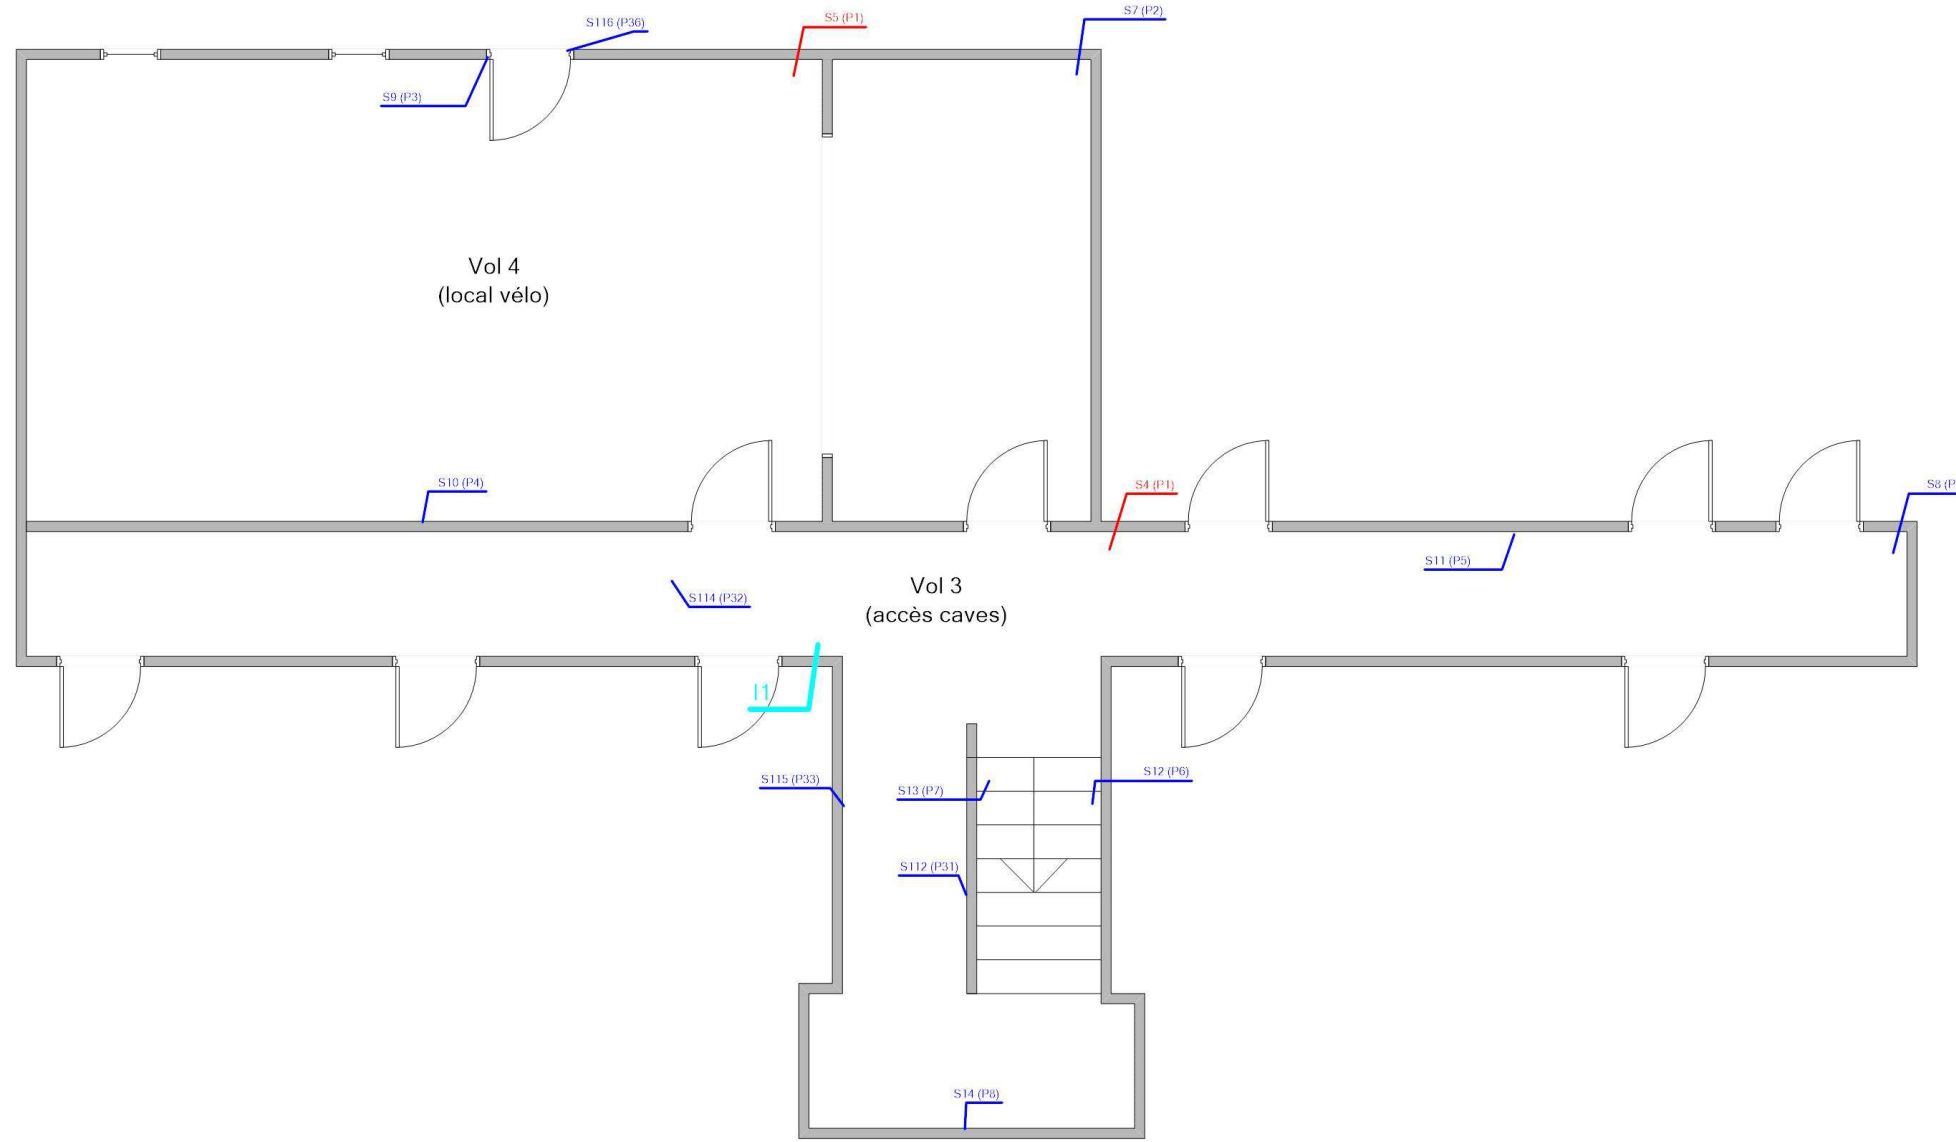 S7 (P2)
S5 (P1)
S116 (P36)
S9 (P3)
Vol 4
(local vélo)
S10 (P4)
S4 (P1)
S8 (P
S11 (P5)
Vol 3
(accès caves)
S114 (P32)
I1
S115 (P33)
S12 (P6)
S13 (P7)
S112 (P31)
S14 (P8)